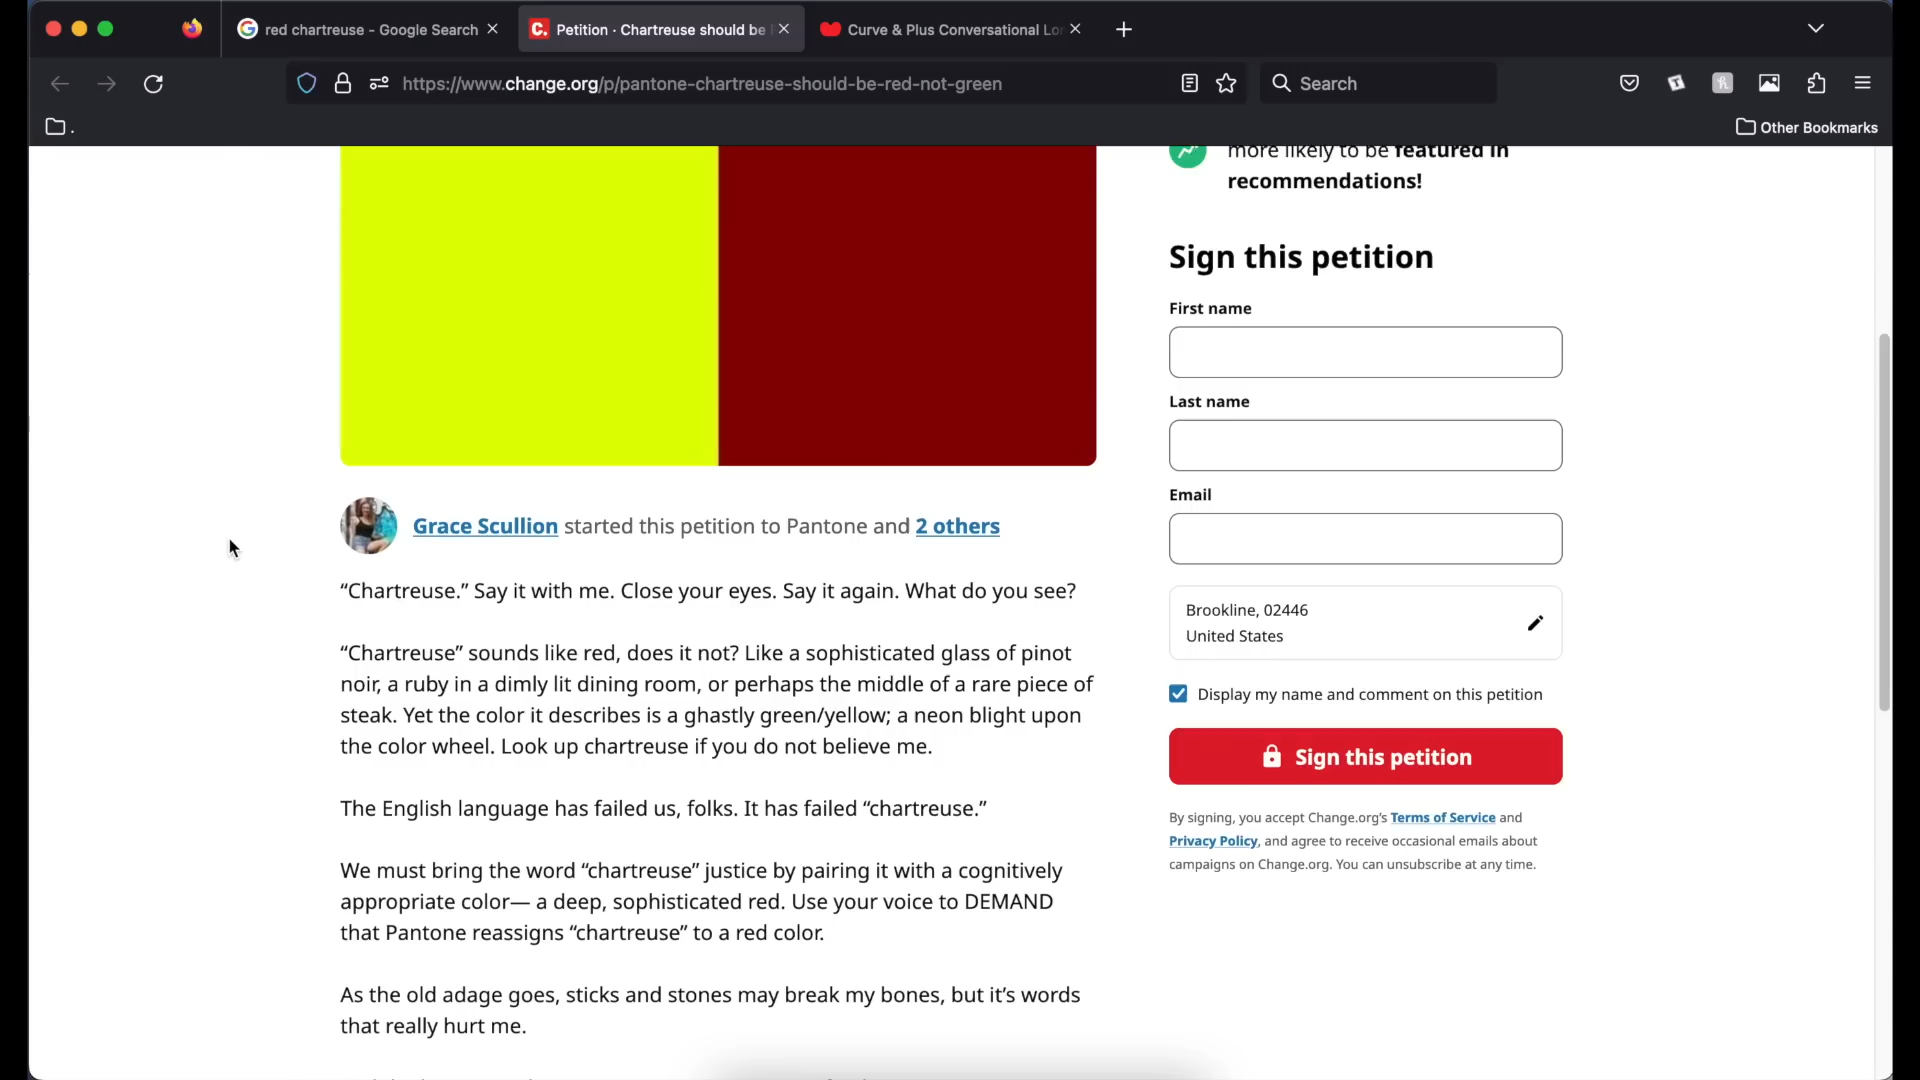 red chartreuse - Google Search
Petition · Chartreuse should be
Curve & Plus Conversational Lo
https://www.change.org/p/pantone-chartreuse-should-be-red-not-green
Search
.
Other Bookmarks
more likely to be featured in
recommendations!
Sign this petition
First name
Last name
Email
Brookline, 02446
United States
Display my name and comment on this petition
Sign this petition
By signing, you accept Change.org’s Terms of Service and
Privacy Policy, and agree to receive occasional emails about
campaigns on Change.org. You can unsubscribe at any time.
Grace Scullion started this petition to Pantone and 2 others
“Chartreuse.” Say it with me. Close your eyes. Say it again. What do you see?
“Chartreuse” sounds like red, does it not? Like a sophisticated glass of pinot
noir, a ruby in a dimly lit dining room, or perhaps the middle of a rare piece of
steak. Yet the color it describes is a ghastly green/yellow; a neon blight upon
the color wheel. Look up chartreuse if you do not believe me.
The English language has failed us, folks. It has failed “chartreuse.”
We must bring the word “chartreuse” justice by pairing it with a cognitively
appropriate color— a deep, sophisticated red. Use your voice to DEMAND
that Pantone reassigns “chartreuse” to a red color.
As the old adage goes, sticks and stones may break my bones, but it’s words
that really hurt me.